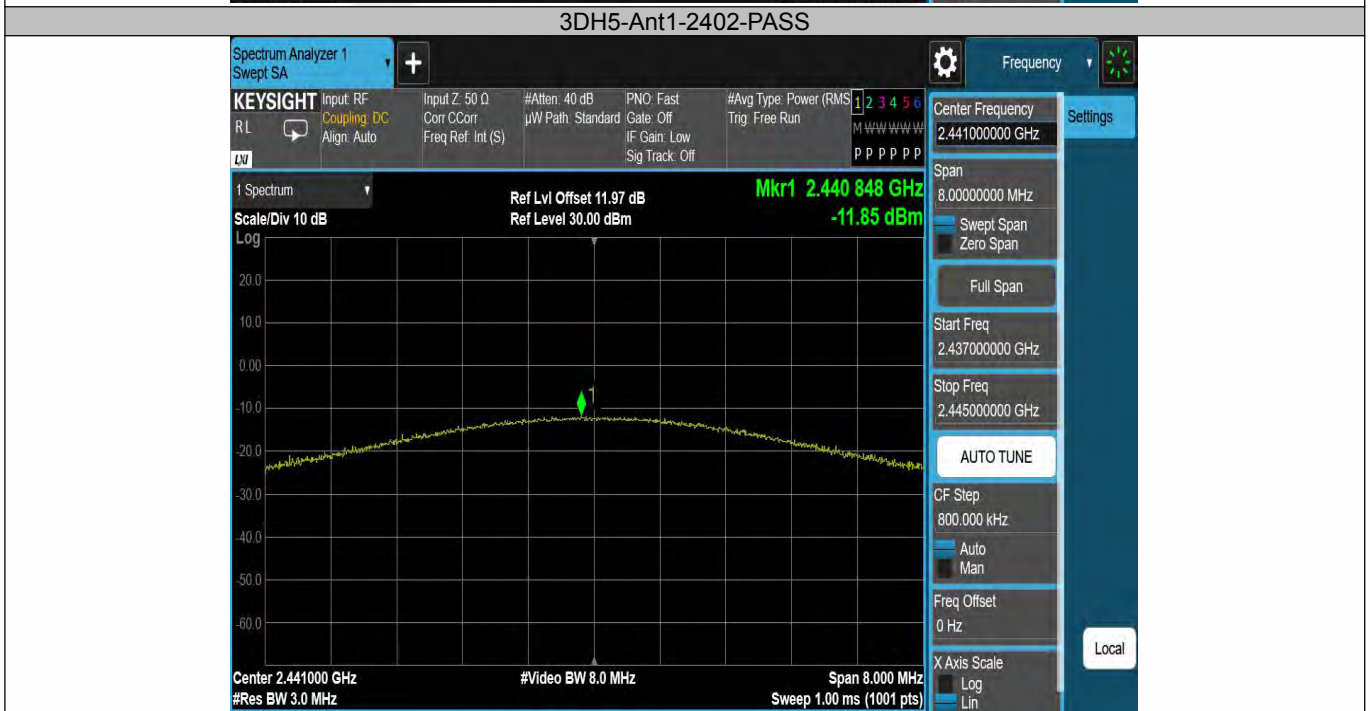 3DH5-Ant1-2402-PASS
Spectrum Analyzer 1
Swept SA
+
Frequency
KEYSIGHT
RL
LXI
Input: RF
Coupling: DC
Align: Auto
Input Z: 50 Ω
Corr CCorr
Freq Ref: Int (S)
#Atten: 40 dB
µW Path: Standard
PNO: Fast
Gate: Off
IF Gain: Low
Sig Track: Off
#Avg Type: Power (RMS
Trig: Free Run
1 2 3 4 5 6
M W W W W W
P P P P P P
1 Spectrum
Scale/Div 10 dB
Log
Ref Lvl Offset 11.97 dB
Ref Level 30.00 dBm
Mkr1 2.440 848 GHz
-11.85 dBm
20.0
10.0
0.00
-10.0
-20.0
-30.0
-40.0
-50.0
-60.0
1
Center 2.441000 GHz
#Res BW 3.0 MHz
#Video BW 8.0 MHz
Span 8.000 MHz
Sweep 1.00 ms (1001 pts)
Center Frequency
2.441000000 GHz
Settings
Span
8.00000000 MHz
Swept Span
Zero Span
Full Span
Start Freq
2.437000000 GHz
Stop Freq
2.445000000 GHz
AUTO TUNE
CF Step
800.000 kHz
Auto
Man
Freq Offset
0 Hz
X Axis Scale
Log
Lin
Local